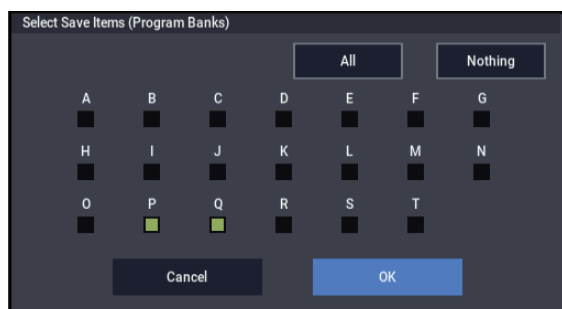 Select Save Items (Program Banks)
All Nothing
A B C D E F G
H I J K L M N
O P Q R S T
Cancel OK